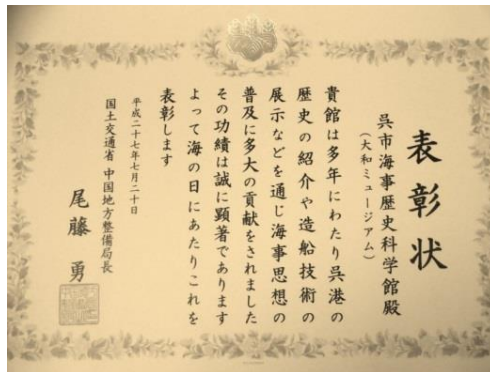 表彰状
呉市海事歴史科学館殿
（大和ミュージアム）
貴館は多年にわたり呉港の
歴史の紹介や造船技術の
展示などを通じ海事思想の
普及に多大の貢献をされました
その功績は誠に顕著であります
よって海の日にあたりこれを
表彰します
平成二十七年七月二十日
国土交通省 中国地方整備局長
尾藤 勇